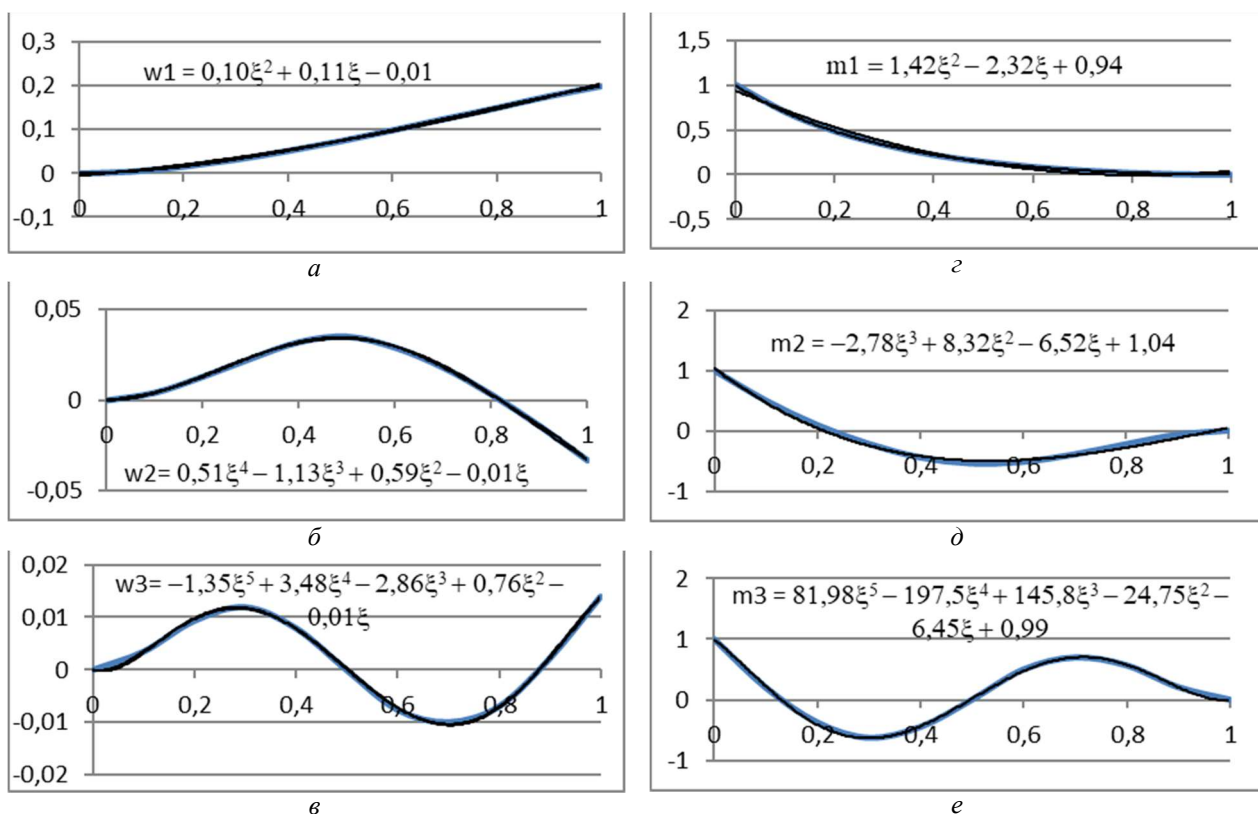 0,3
0,2
0,1
0
-0,1
w1 = 0,10ξ² + 0,11ξ – 0,01
0 0,2 0,4 0,6 0,8 1
а
1,5
1
0,5
0
-0,5
m1 = 1,42ξ² – 2,32ξ + 0,94
0 0,2 0,4 0,6 0,8 1
г
0,05
0
-0,05
0 0,2 0,4 0,6 0,8 1
w2 = 0,51ξ⁴ – 1,13ξ³ + 0,59ξ² – 0,01ξ
б
2
1
0
-1
m2 = –2,78ξ³ + 8,32ξ² – 6,52ξ + 1,04
0 0,2 0,4 0,6 0,8 1
д
0,02
0,01
0
-0,01
-0,02
w3= –1,35ξ⁵ + 3,48ξ⁴ – 2,86ξ³ + 0,76ξ² –
0,01ξ
0 0,2 0,4 0,6 0,8 1
в
2
1
0
-1
m3 = 81,98ξ⁵ – 197,5ξ⁴ + 145,8ξ³ – 24,75ξ² –
6,45ξ + 0,99
0 0,2 0,4 0,6 0,8 1
е